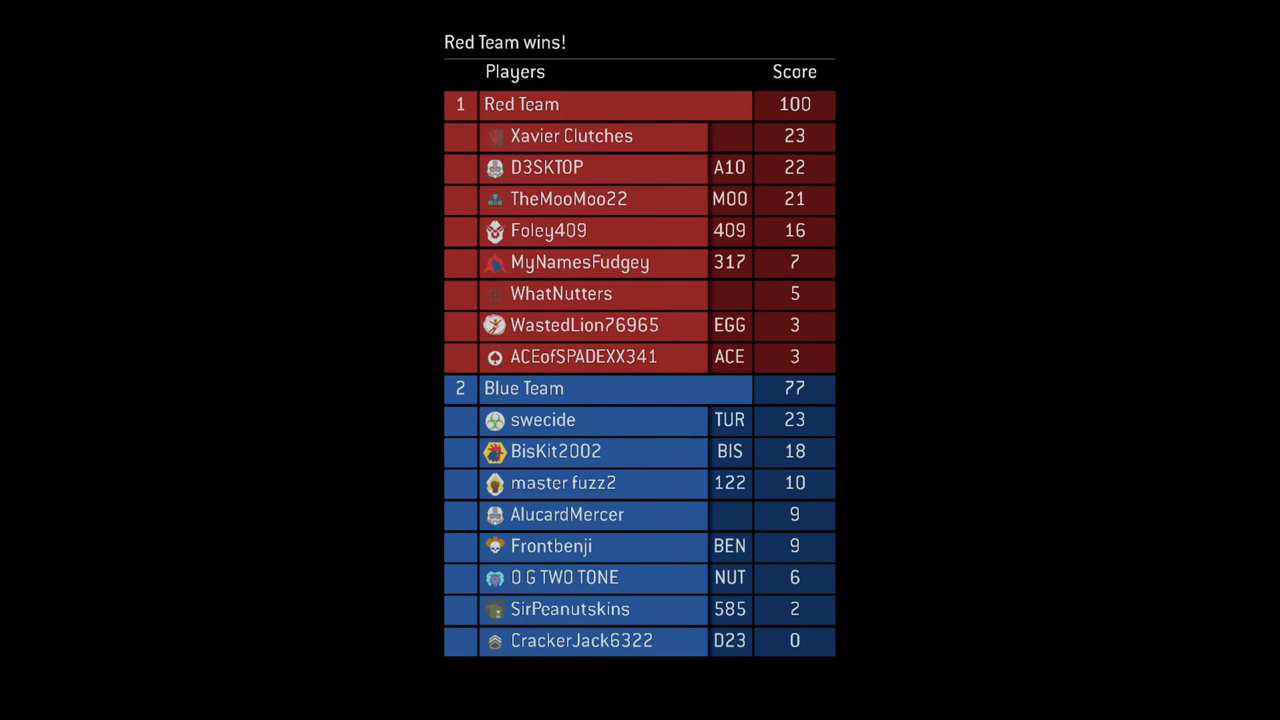 Red Team wins!
Players Score
1 Red Team 100
Xavier Clutches 23
D3SKTOP A10 22
TheMooMoo22 MOO 21
Foley409 409 16
MyNamesFudgey 317 7
WhatNutters 5
WastedLion76965 EGG 3
ACEofSPADEXX341 ACE 3
2 Blue Team 77
swecide TUR 23
BisKit2002 BIS 18
master fuzz2 122 10
AlucardMercer 9
Frontbenji BEN 9
O G TWO TONE NUT 6
SirPeanutskins 585 2
CrackerJack6322 D23 0